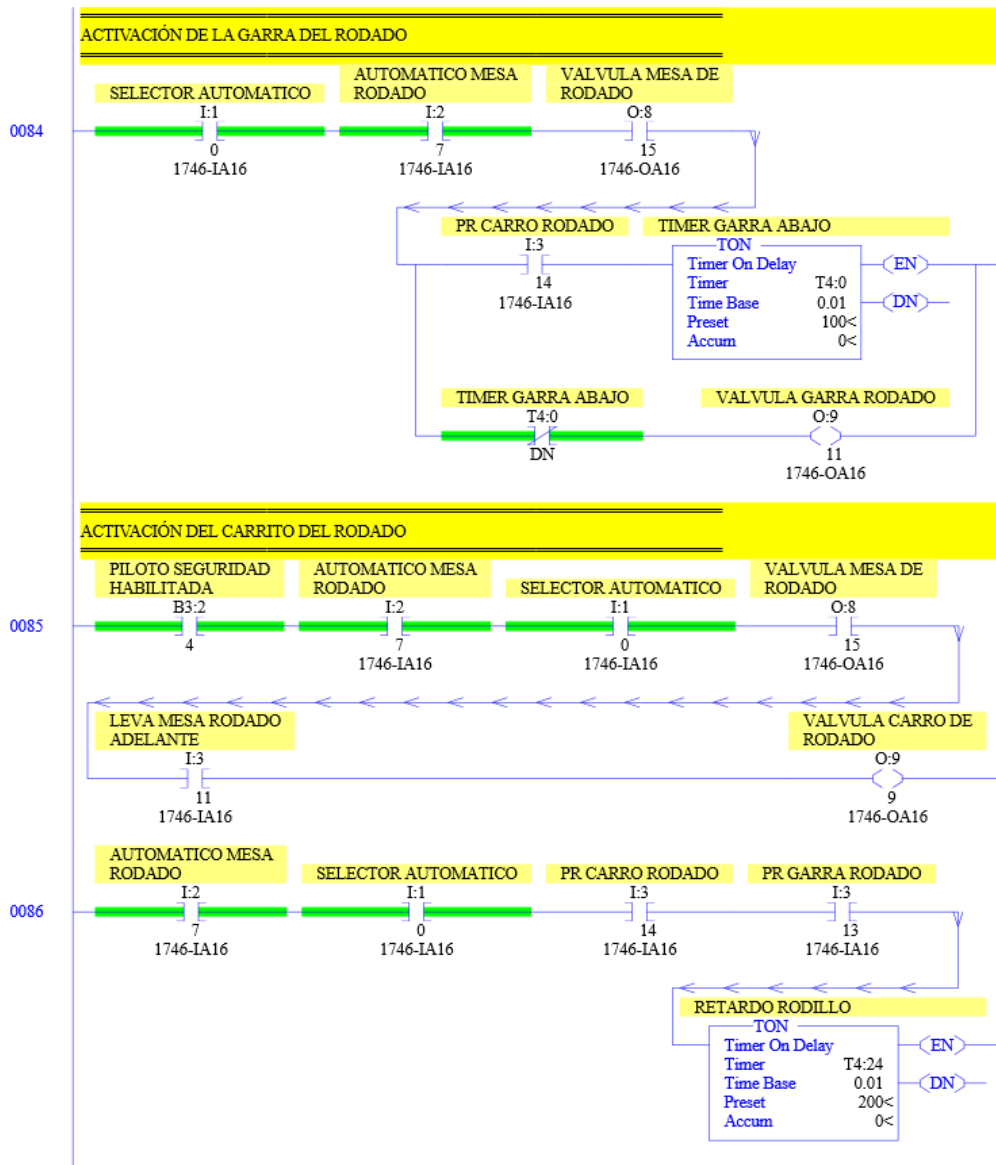 ACTIVACIÓN DE LA GARRA DEL RODADO
AUTOMATICO MESA VALVULA MESA DE
SELECTOR AUTOMATICO RODADO RODADO
I:1 I:2 O:8
0084
0 7 15
1746-IA16 1746-IA16 1746-OA16
PR CARRO RODADO TIMER GARRA ABAJO
I:3 TON
Timer On Delay EN
14 Timer T4:0
1746-IA16 Time Base 0.01 DN
Preset 100<
Accum 0<
TIMER GARRA ABAJO VALVULA GARRA RODADO
T4:0 O:9
DN 11
1746-OA16
ACTIVACIÓN DEL CARRITO DEL RODADO
PILOTO SEGURIDAD AUTOMATICO MESA VALVULA MESA DE
HABILITADA RODADO SELECTOR AUTOMATICO RODADO
B3:2 I:2 I:1 O:8
0085
4 7 0 15
1746-IA16 1746-IA16 1746-OA16
LEVA MESA RODADO VALVULA CARRO DE
ADELANTE RODADO
I:3 O:9
11 9
1746-IA16 1746-OA16
AUTOMATICO MESA
RODADO SELECTOR AUTOMATICO PR CARRO RODADO PR GARRA RODADO
I:2 I:1 I:3 I:3
0086
7 0 14 13
1746-IA16 1746-IA16 1746-IA16 1746-IA16
RETARDO RODILLO
TON
Timer On Delay EN
Timer T4:24
Time Base 0.01 DN
Preset 200<
Accum 0<